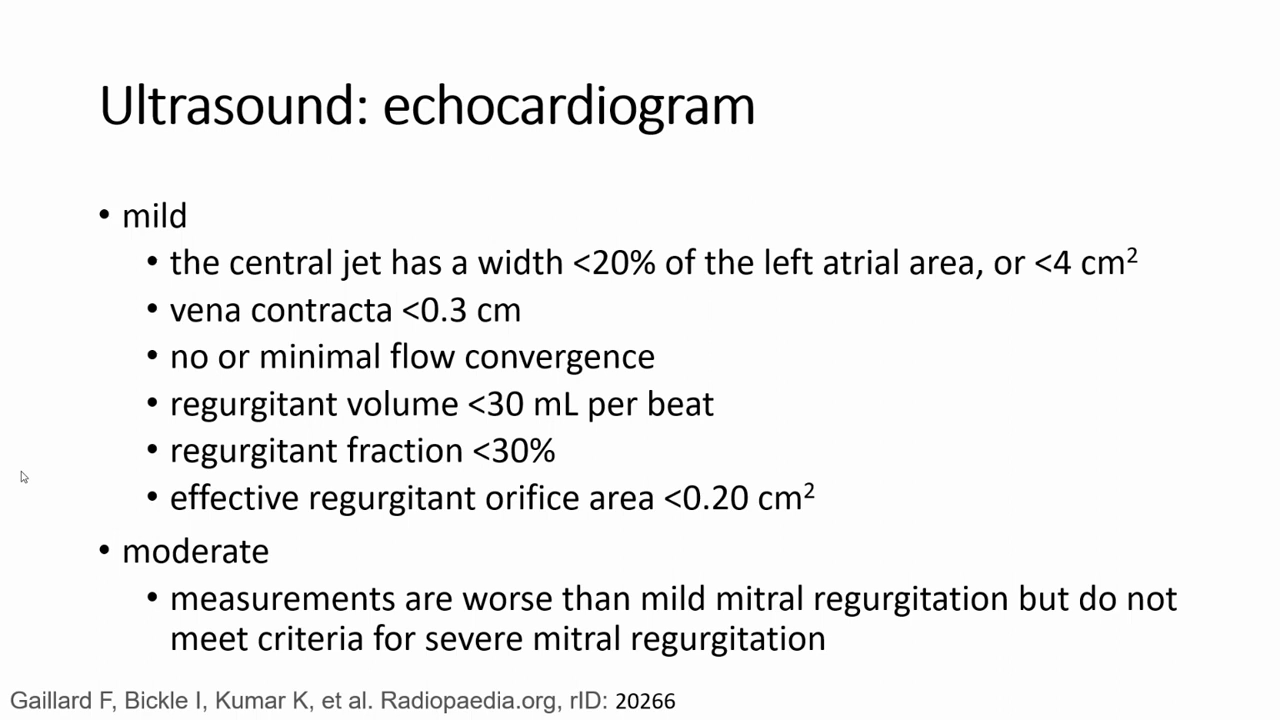 Ultrasound: echocardiogram
• mild
• the central jet has a width <20% of the left atrial area, or <4 cm²
• vena contracta <0.3 cm
• no or minimal flow convergence
• regurgitant volume <30 mL per beat
• regurgitant fraction <30%
• effective regurgitant orifice area <0.20 cm²
• moderate
• measurements are worse than mild mitral regurgitation but do not
meet criteria for severe mitral regurgitation
Gaillard F, Bickle I, Kumar K, et al. Radiopaedia.org, rID: 20266